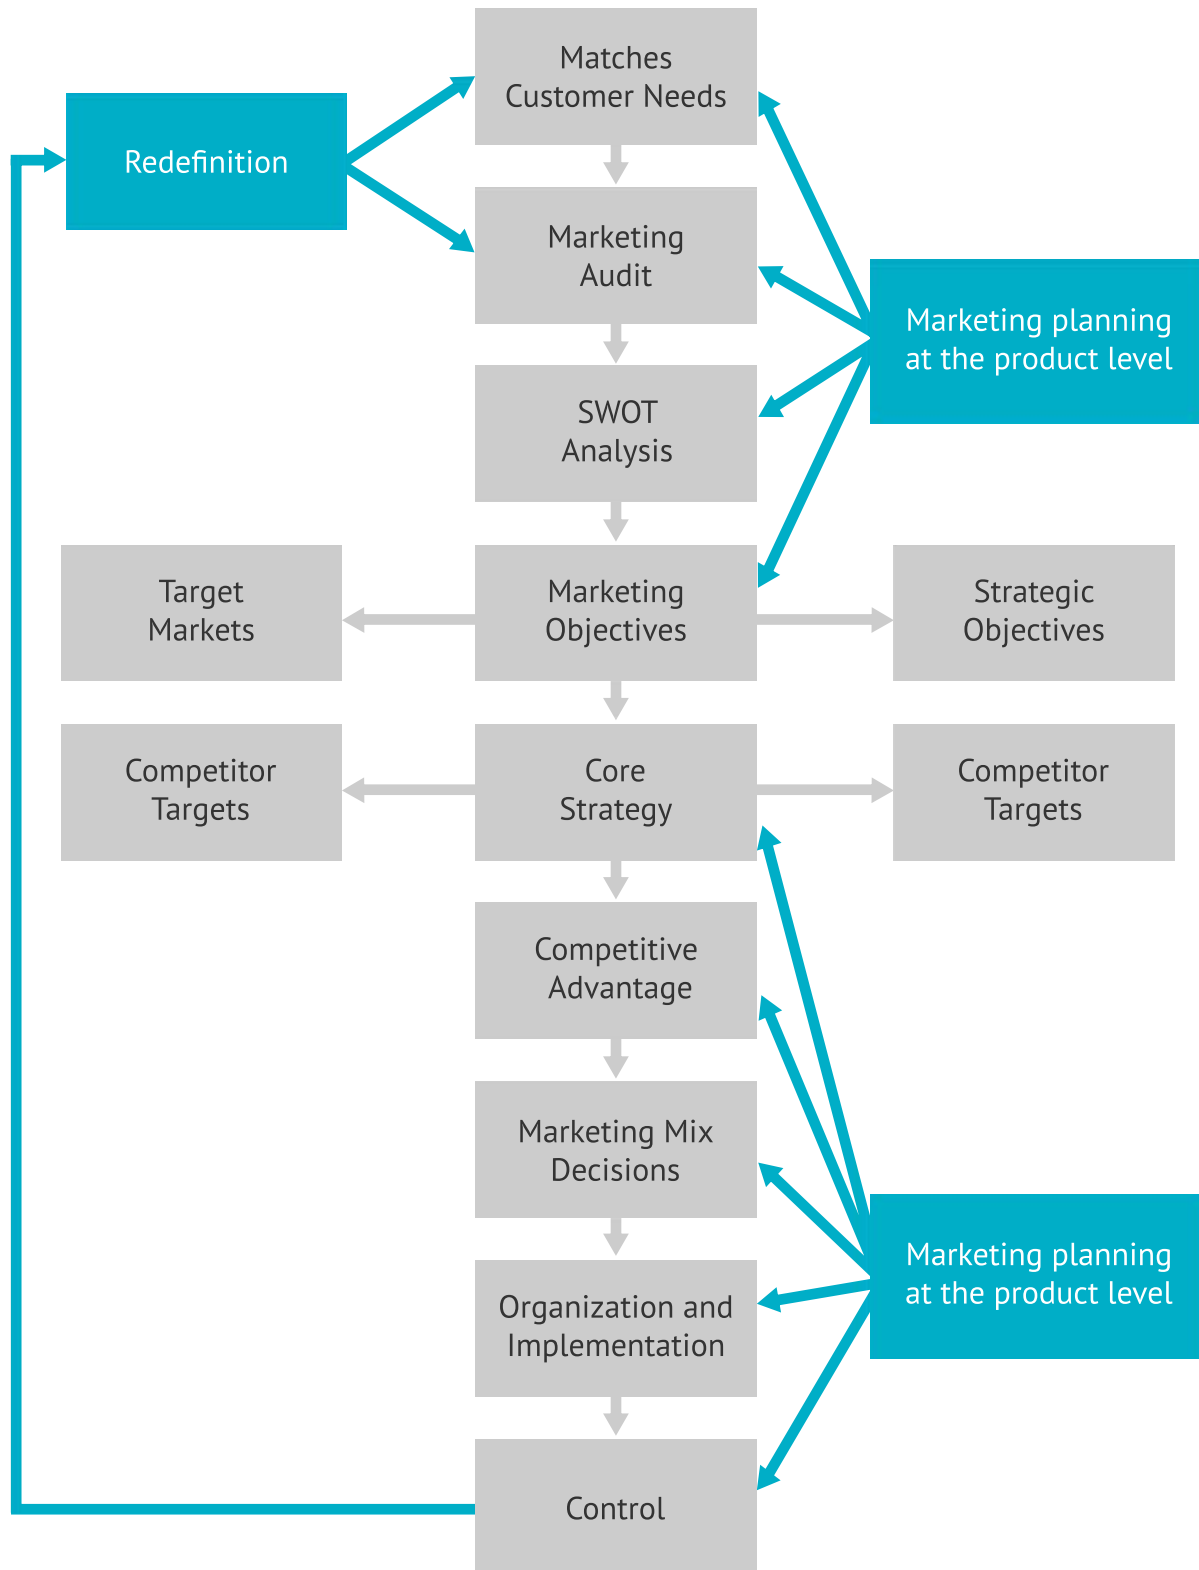 Matches
Customer Needs
Redefinition
Marketing
Audit
Marketing planning
at the product level
SWOT
Analysis
Target
Markets
Marketing
Objectives
Strategic
Objectives
Competitor
Targets
Core
Strategy
Competitor
Targets
Competitive
Advantage
Marketing Mix
Decisions
Marketing planning
at the product level
Organization and
Implementation
Control